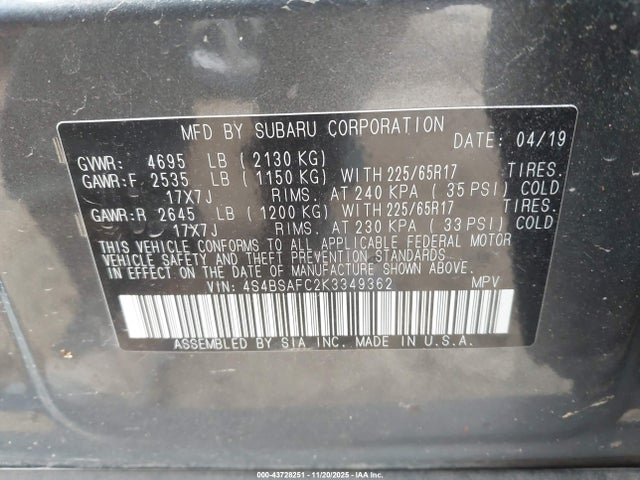 MFD BY SUBARU CORPORATION DATE: 04/19
GVWR: 4695 LB (2130 KG)
GAWR:F 2535 LB (1150 KG) WITH 225/65R17 TIRES.
17X7J RIMS. AT 240 KPA (35 PSI) COLD
GAWR:R 2645 LB (1200 KG) WITH 225/65R17 TIRES.
17X7J RIMS. AT 230 KPA (33 PSI) COLD
THIS VEHICLE CONFORMS TO ALL APPLICABLE FEDERAL MOTOR
VEHICLE SAFETY AND THEFT PREVENTION STANDARDS
IN EFFECT ON THE DATE OF MANUFACTURE SHOWN ABOVE.
VIN: 4S4BSAFC2K3349362 MPV
ASSEMBLED BY SIA INC. MADE IN U.S.A.
000-43728251 - 11/20/2025 - IAAI.COM